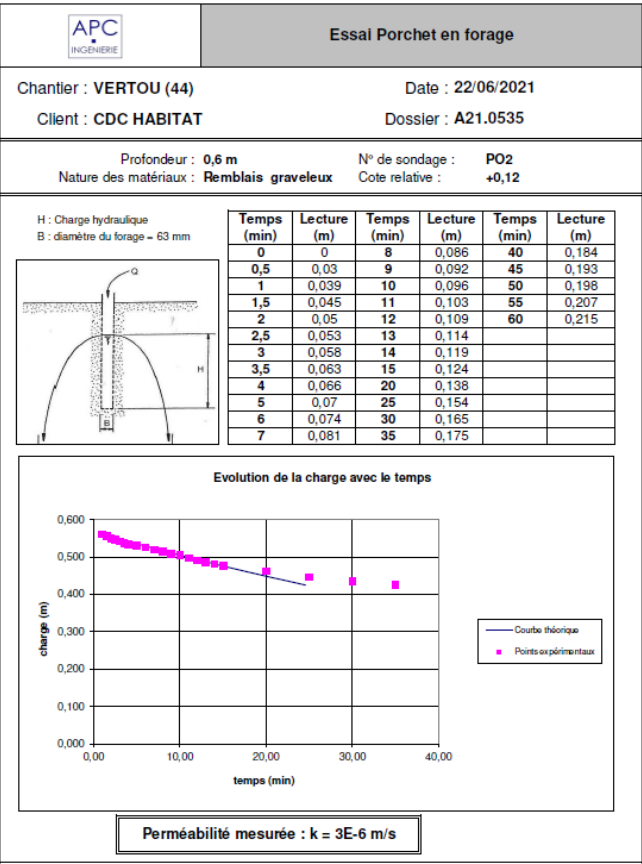 APC
INGENIERIE
Essai Porchet en forage
Chantier : VERTOU (44)
Date : 22/06/2021
Client : CDC HABITAT
Dossier : A21.0535
Profondeur : 0,6 m
N° de sondage : PO2
Nature des matériaux : Remblais graveleux
Cote relative : +0,12
H : Charge hydraulique
B : diamètre du forage = 63 mm
Q
H
B
Temps (min) Lecture (m) Temps (min) Lecture (m) Temps (min) Lecture (m)
0 0 8 0,086 40 0,184
0,5 0,03 9 0,092 45 0,193
1 0,039 10 0,096 50 0,198
1,5 0,045 11 0,103 55 0,207
2 0,05 12 0,109 60 0,215
2,5 0,053 13 0,114
3 0,058 14 0,119
3,5 0,063 15 0,124
4 0,066 20 0,138
5 0,07 25 0,154
6 0,074 30 0,165
7 0,081 35 0,175
Evolution de la charge avec le temps
0,600
0,500
0,400
0,300
0,200
0,100
0,000
charge (m)
0,00 10,00 20,00 30,00 40,00
temps (min)
Courbe théorique
Points expérimentaux
Perméabilité mesurée : k = 3E-6 m/s